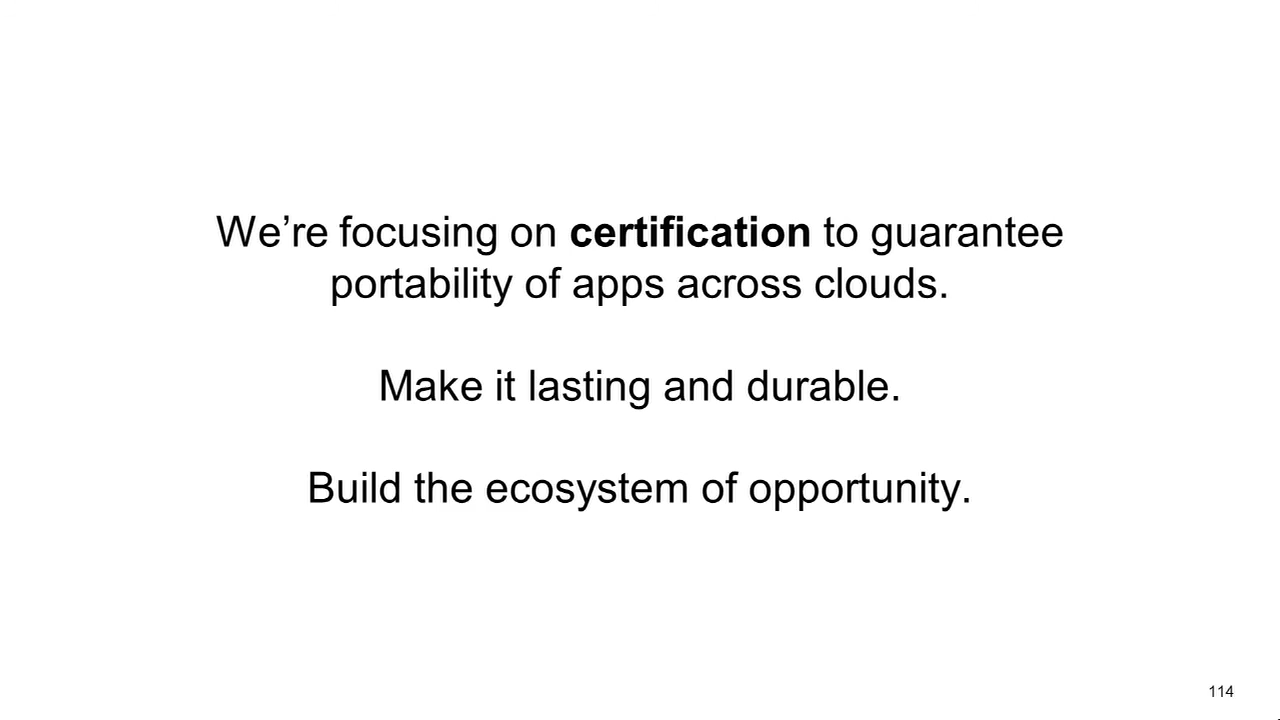 We’re focusing on certification to guarantee
portability of apps across clouds.
Make it lasting and durable.
Build the ecosystem of opportunity.
114